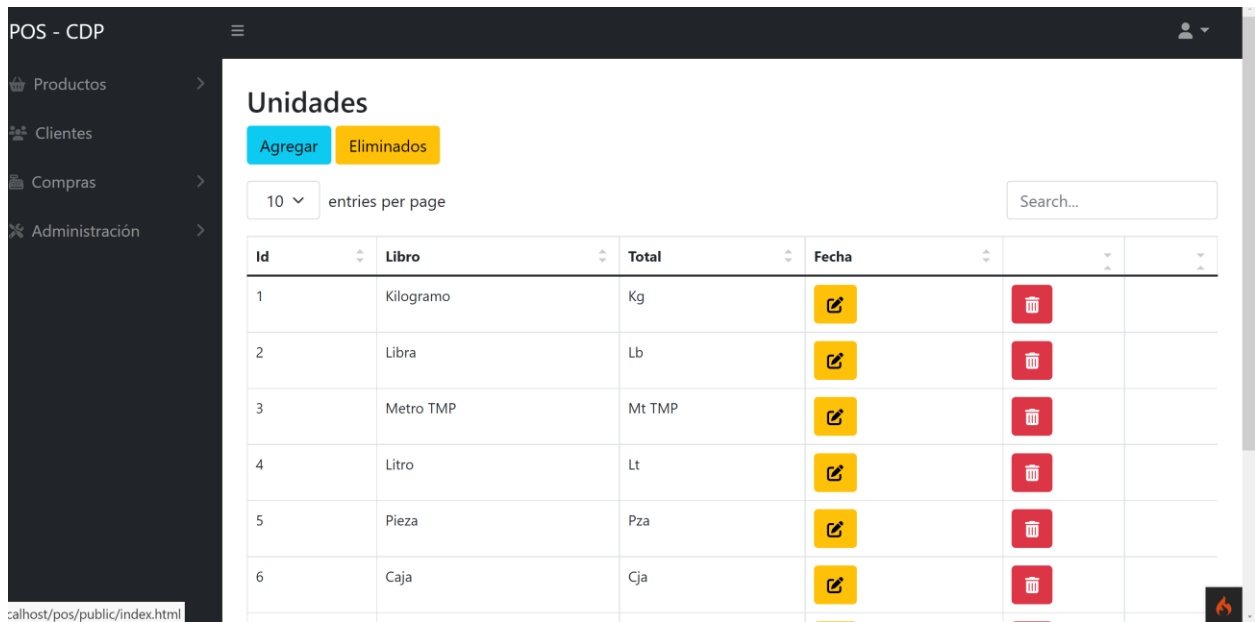 POS - CDP
Productos
Clientes
Compras
Administración
Unidades
Agregar Eliminados
10 entries per page Search...
Id Libro Total Fecha
1 Kilogramo Kg
2 Libra Lb
3 Metro TMP Mt TMP
4 Litro Lt
5 Pieza Pza
6 Caja Cja
calhost/pos/public/index.html